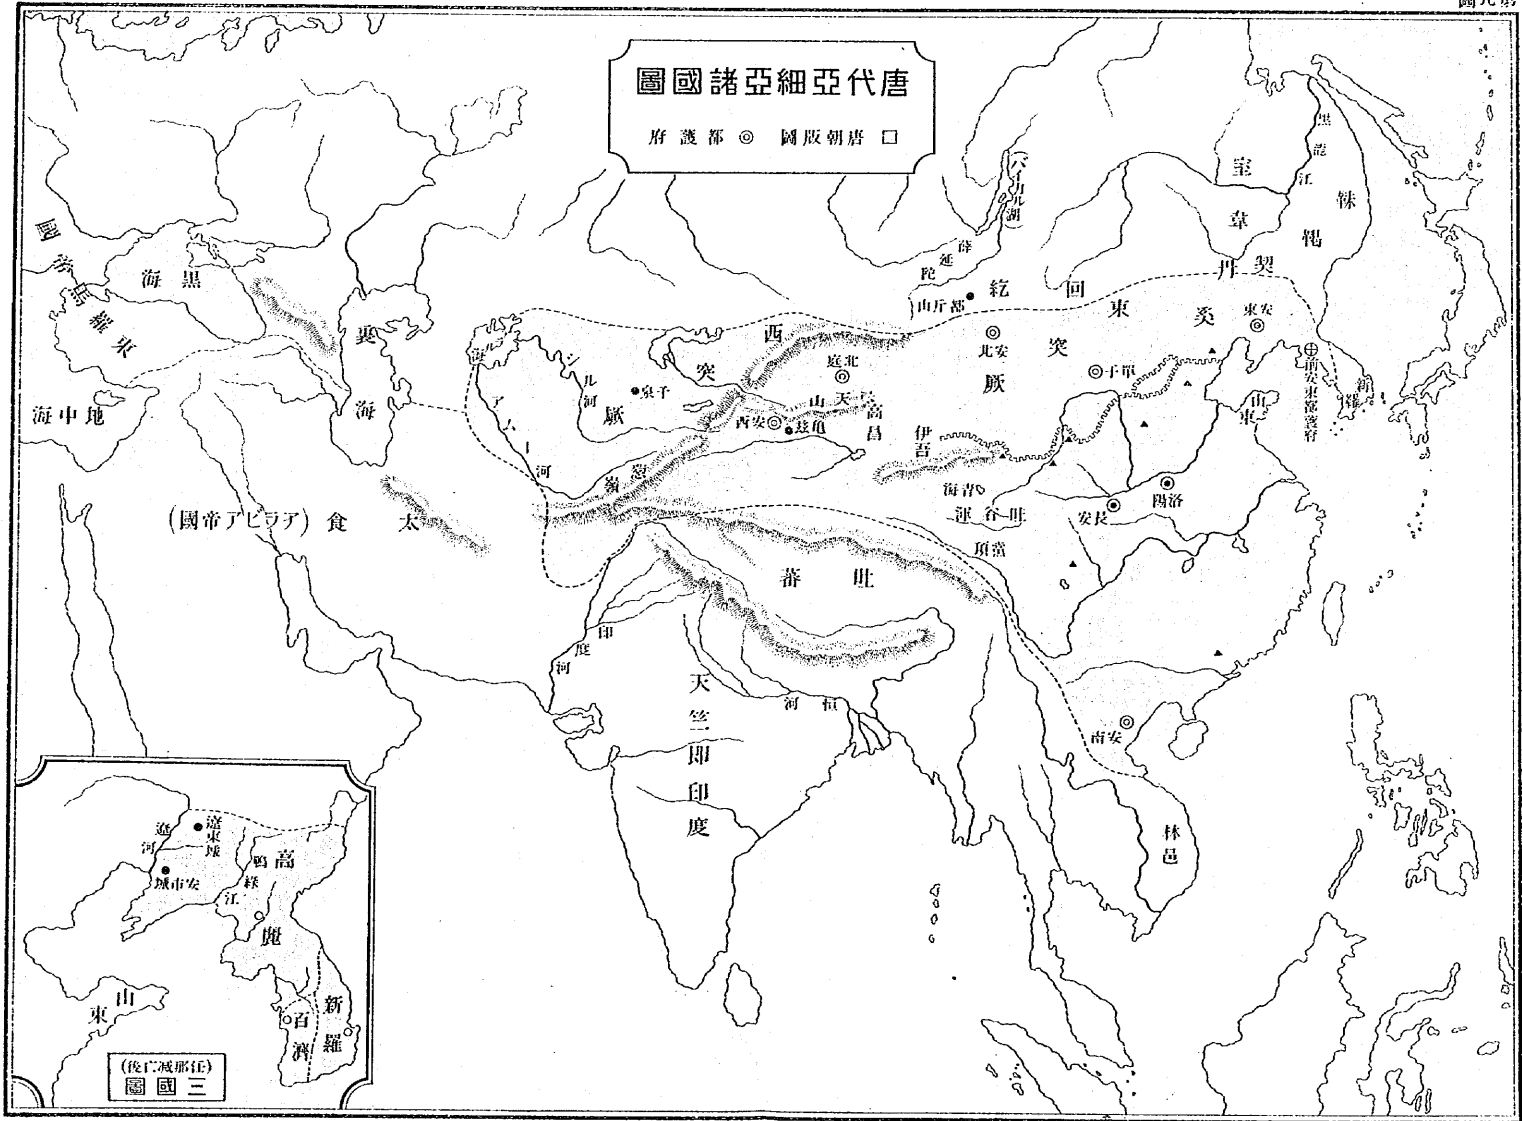 第九圖
唐代亞細亞諸國圖
□ 唐朝版圖 ◎ 都護府
東羅馬帝國
黑海
地中海
裏海
太食 (アラビア帝國)
アムー河
シル河
千泉
西突厥
葱嶺
北庭
天山
安西
龜玆
高昌
伊吾
(バイカル湖)
薛延陀
都斤山
回紇
東突厥
安北
單于
奚
契丹
室韋
黑龍江
靺鞨
安東
前安東都護府
新羅
山東
洛陽
長安
青海
吐谷渾
黨項
吐蕃
印度河
恒河
天竺即印度
安南
林邑
遼河
遼東城
安市城
鴨綠江
高麗
新羅
百濟
山東
(任那滅亡後)
三國圖